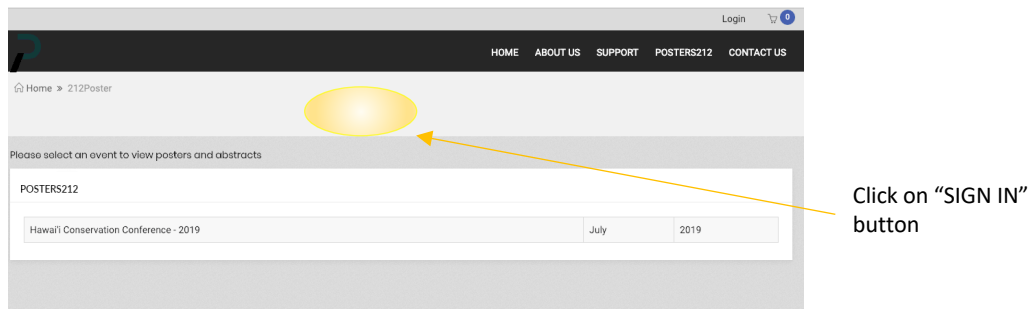 Login 0
HOME ABOUT US SUPPORT POSTERS212 CONTACT US
Home » 212Poster
Please select an event to view posters and abstracts
POSTERS212
Hawai'i Conservation Conference - 2019 July 2019
Click on “SIGN IN”
button